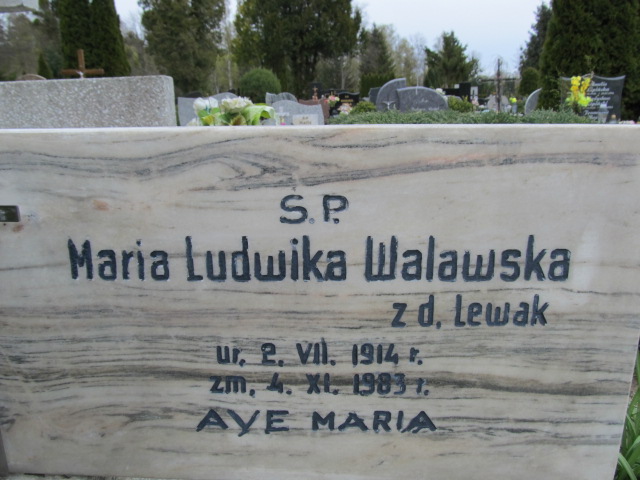 S.P.
Maria Ludwika Walawska
z d. Lewak
ur. 2. VII. 1914 r.
zm. 4. XI. 1983 r.
AVE MARIA